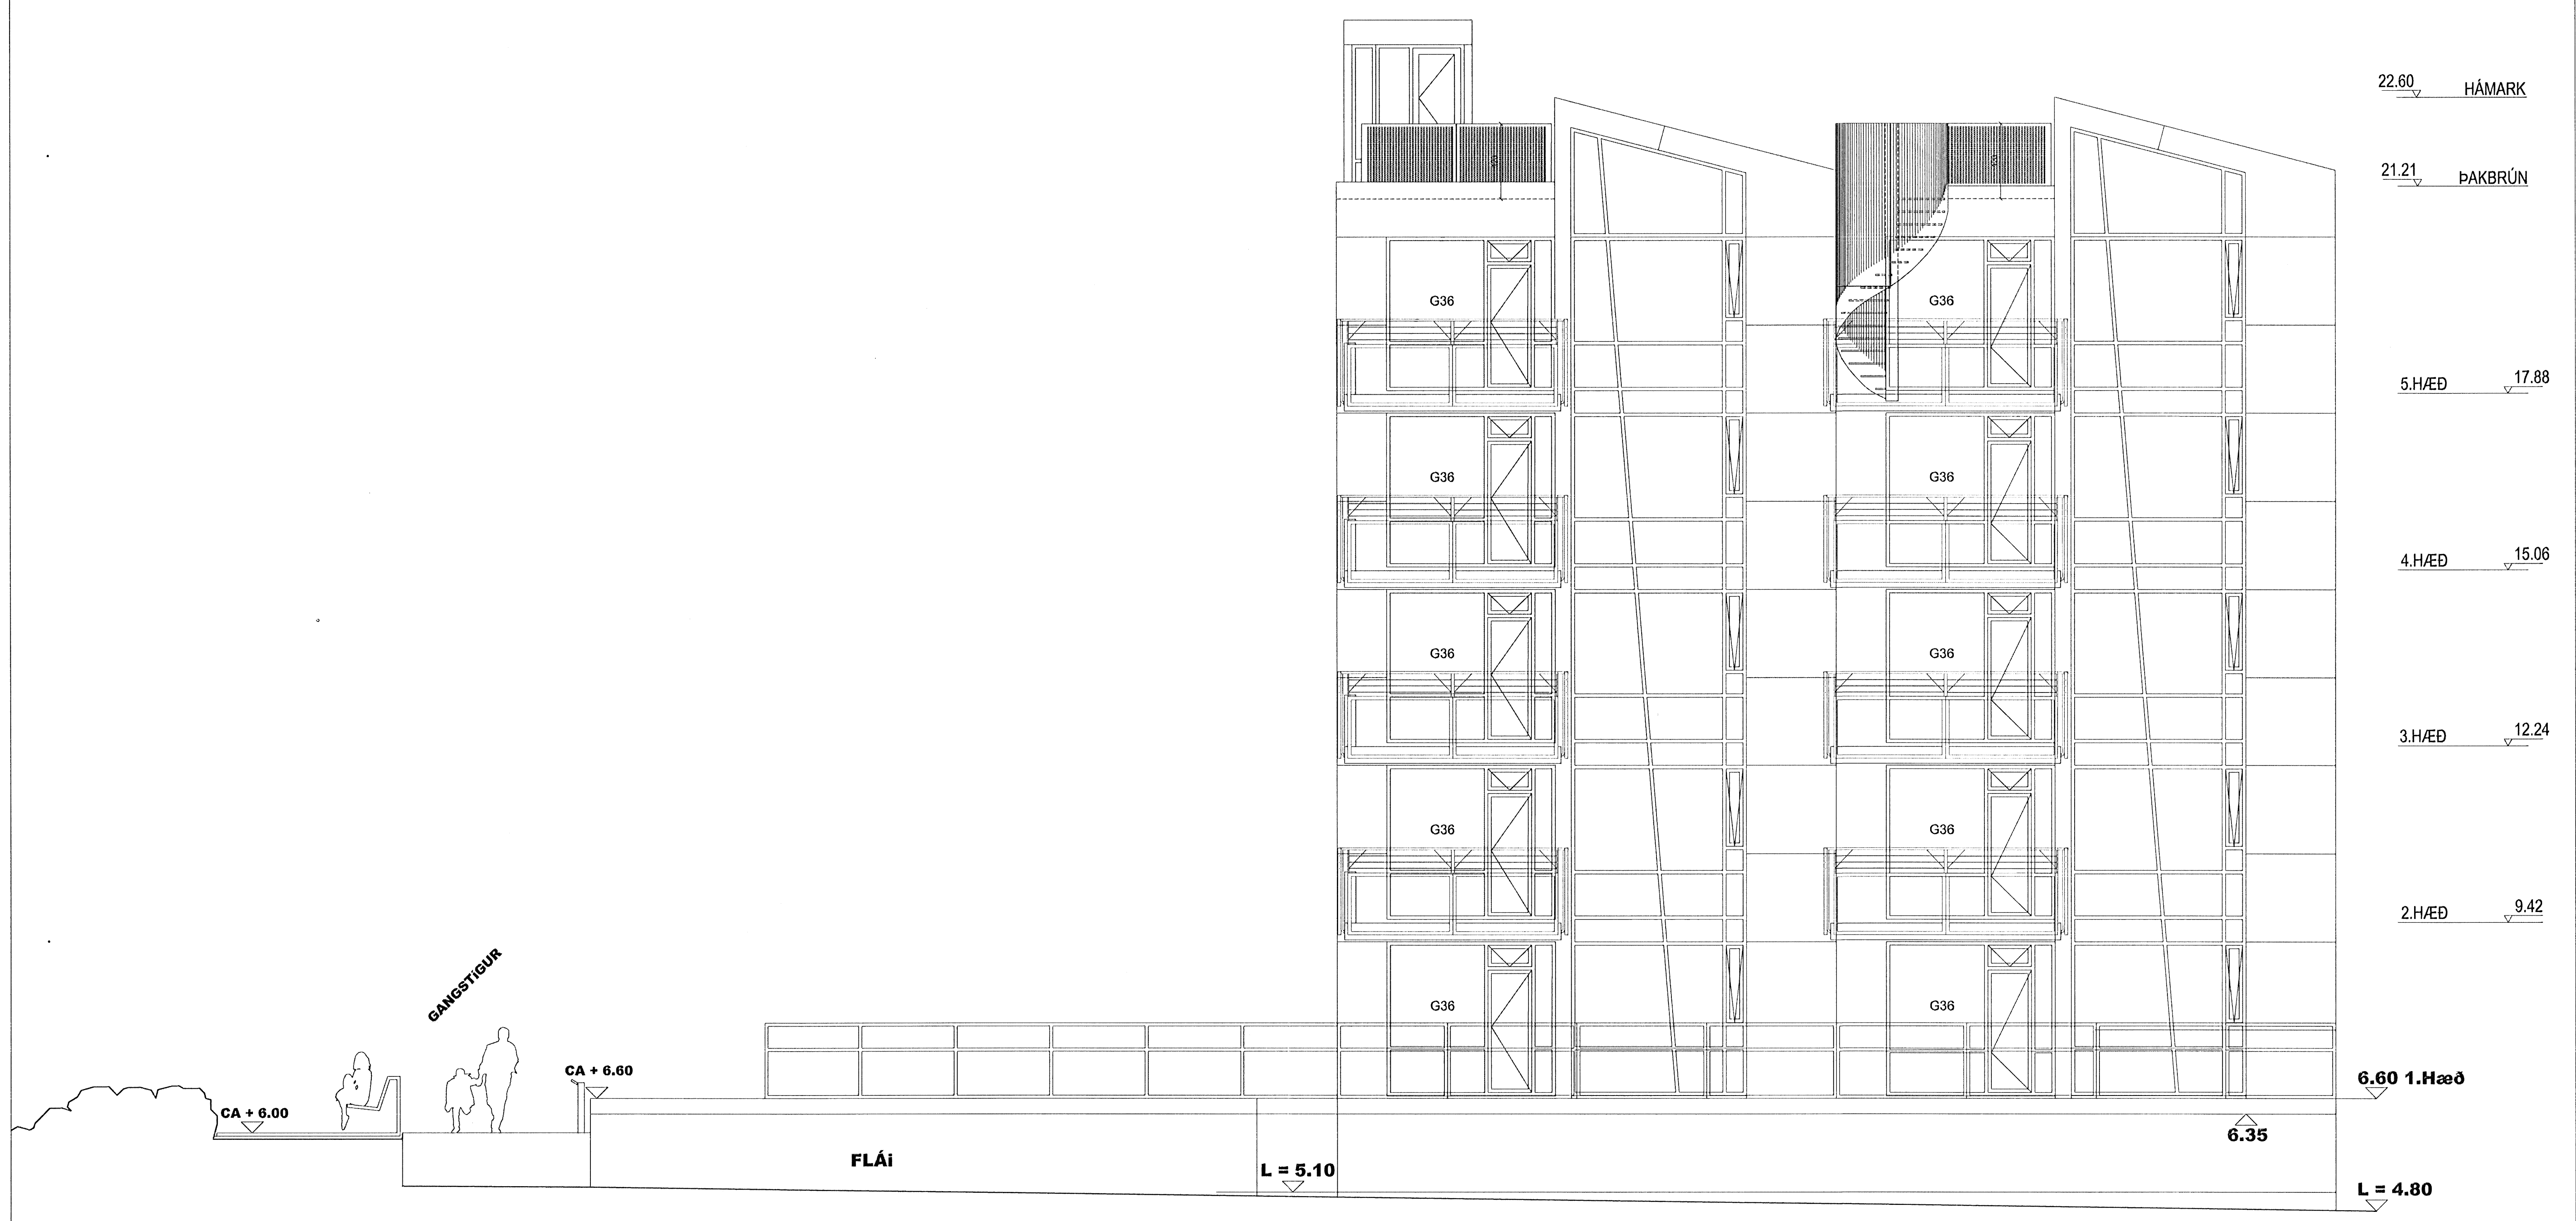 22.60 HÁMARK
21.21 ÞAKBRÚN
G36 G36
5.HÆÐ 17.88
G36 G36
4.HÆÐ 15.06
G36 G36
3.HÆÐ 12.24
G36 G36
2.HÆÐ 9.42
GANGSTÍGUR
G36 G36
CA + 6.60
6.60 1.Hæð
CA + 6.00
6.35
FLÁi
L = 5.10
L = 4.80